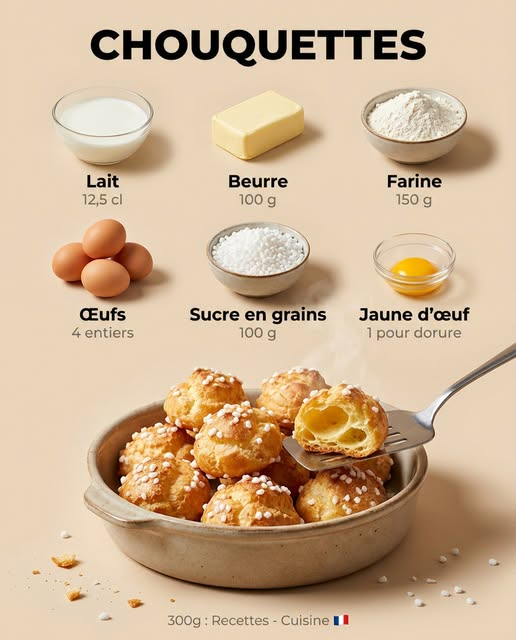 CHOUQUETTES
Lait
12,5 cl
Beurre
100 g
Farine
150 g
Œufs
4 entiers
Sucre en grains
100 g
Jaune d’œuf
1 pour dorure
300g : Recettes - Cuisine 🇫🇷